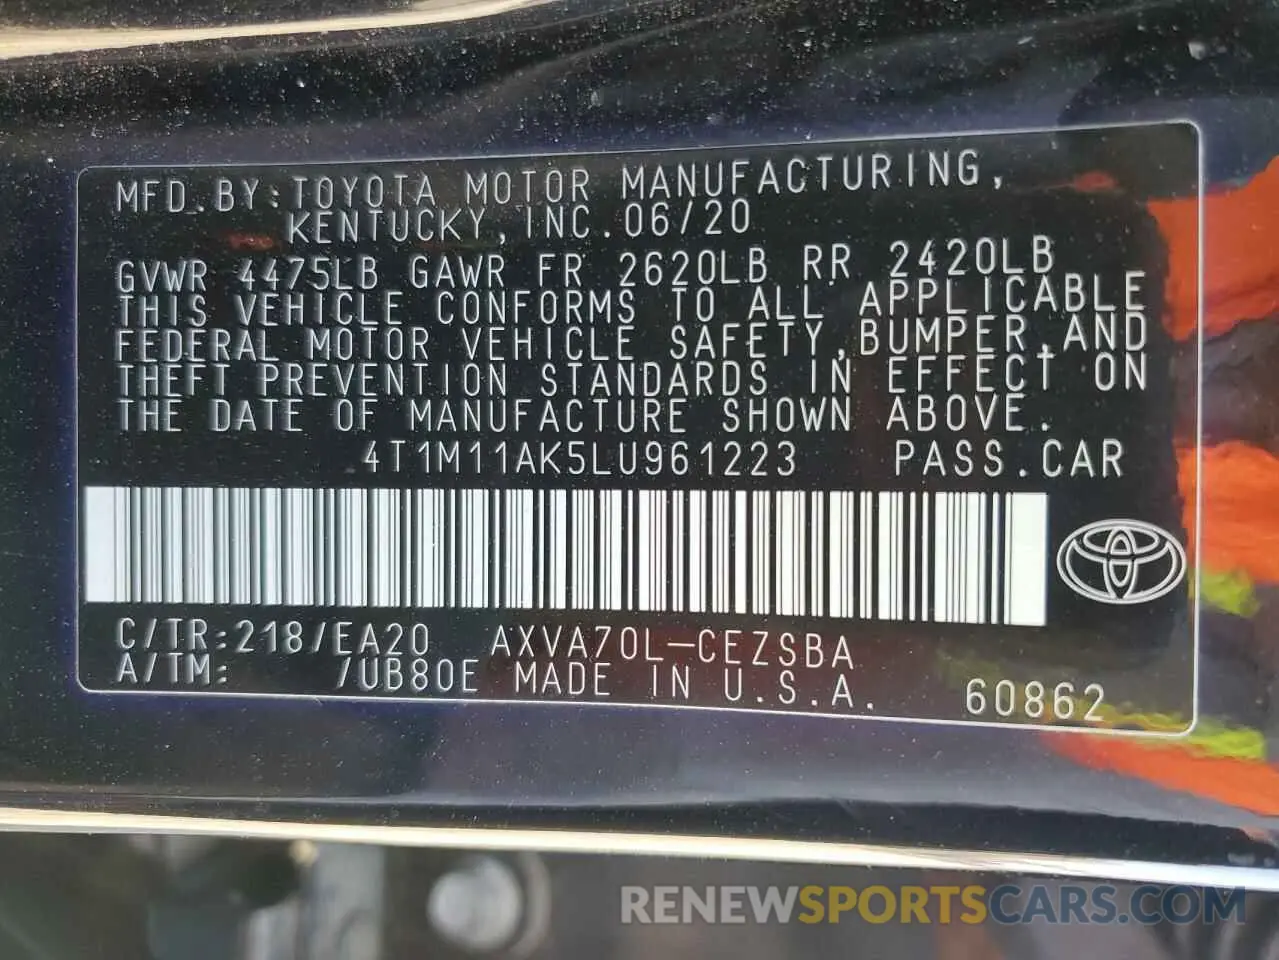 MFD.BY:TOYOTA MOTOR MANUFACTURING,
KENTUCKY,INC.06/20
GVWR 4475LB GAWR FR 2620LB RR 2420LB
THIS VEHICLE CONFORMS TO ALL APPLICABLE
FEDERAL MOTOR VEHICLE SAFETY,BUMPER,AND
THEFT PREVENTION STANDARDS IN EFFECT ON
THE DATE OF MANUFACTURE SHOWN ABOVE.
4T1M11AK5LU961223 PASS.CAR
C/TR:218/EA20 AXVA70L-CEZSBA
A/TM: /UB80E MADE IN U.S.A. 60862
RENEWSPORTSCARS.COM